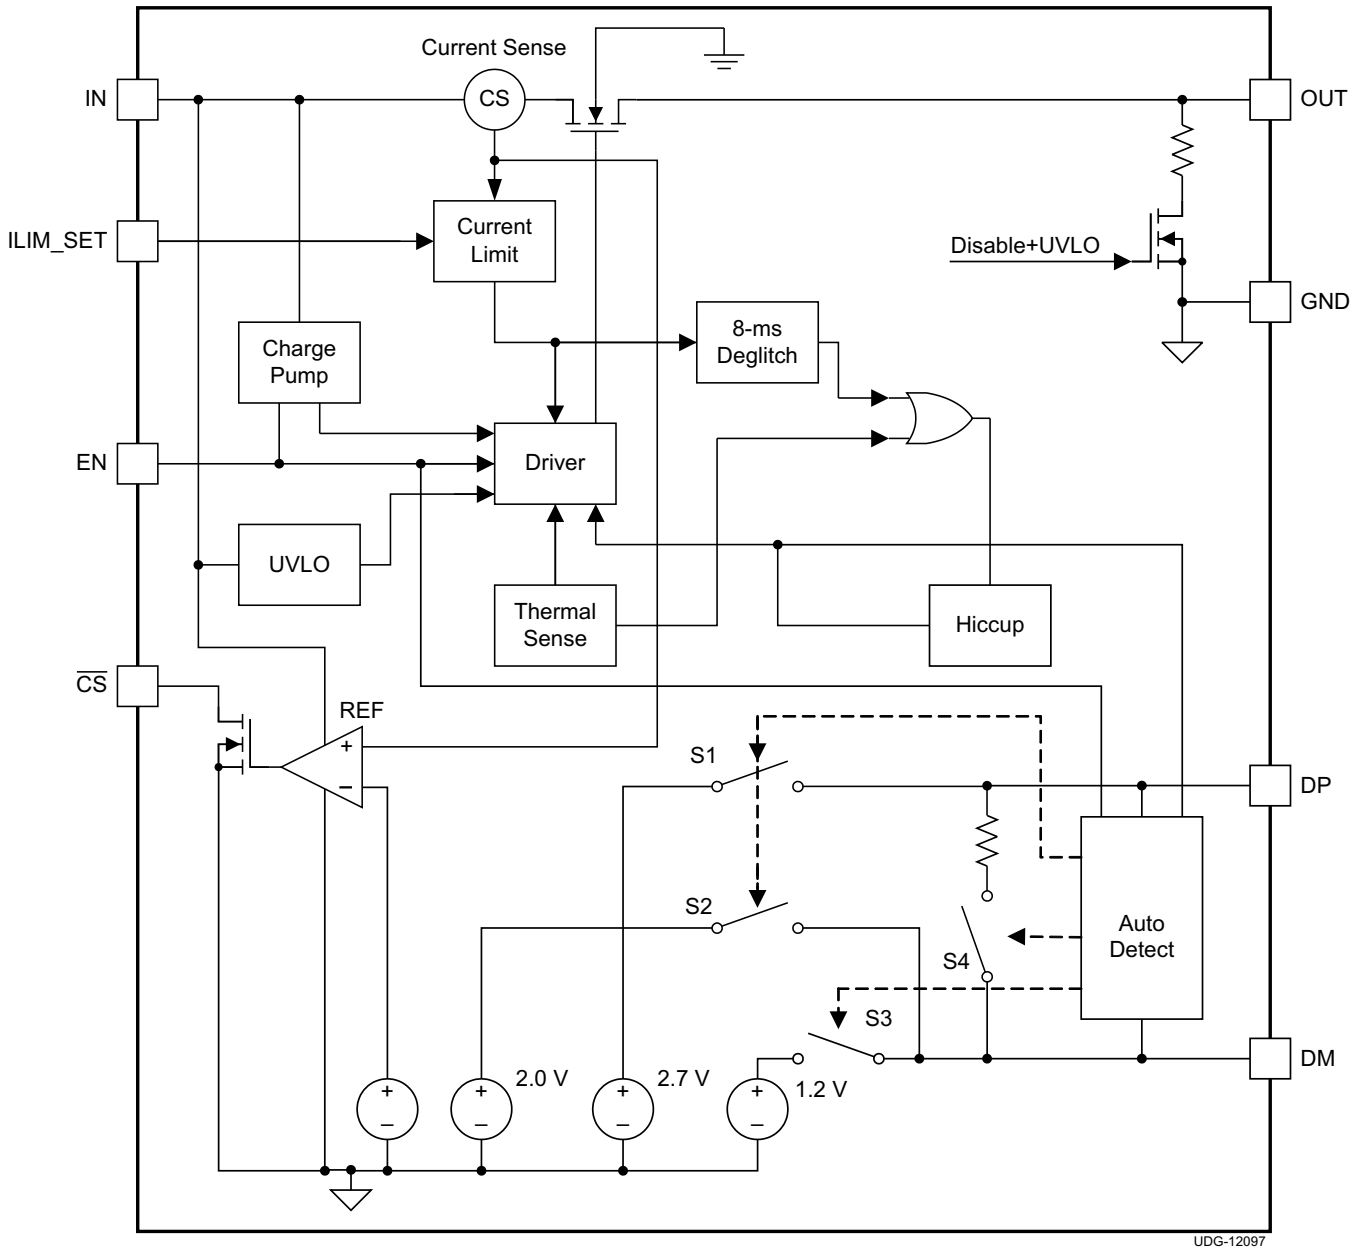 Current Sense
IN
CS
OUT
ILIM_SET
Current
Limit
Disable+UVLO
GND
8-ms
Deglitch
Charge
Pump
EN
Driver
UVLO
Thermal
Sense
Hiccup
CS
REF
+
–
S1
DP
S2
Auto
Detect
S4
S3
DM
2.0 V
2.7 V
1.2 V
+
+
+
+
–
–
–
–
UDG-12097